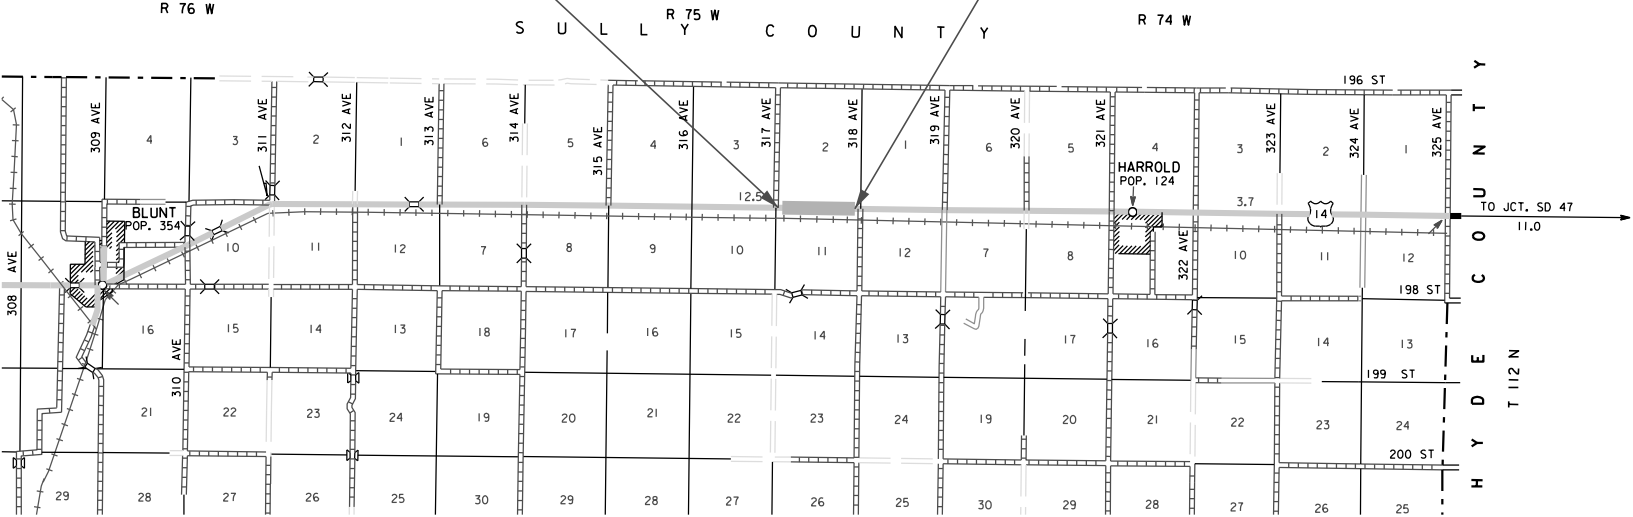 R 76 W R 75 W R 74 W
SULLY COUNTY
196 ST
309 AVE 311 AVE 312 AVE 313 AVE 314 AVE 315 AVE 316 AVE 317 AVE 318 AVE 319 AVE 320 AVE 321 AVE 323 AVE 324 AVE 325 AVE
4 3 2 1 6 5 4 3 2 1 6 5 4 3 2 1
HARROLD
POP. 124
12.5 3.7
14
TO JCT. SD 47
11.0
BLUNT
POP. 354
308 AVE
10 11 12 7 8 9 10 11 12 7 8 322 AVE 10 11 12
198 ST
16 15 14 13 18 17 16 15 14 13 17 16 15 14 13
310 AVE
199 ST
21 22 23 24 19 20 21 22 23 24 19 20 21 22 23 24
200 ST
29 28 27 26 25 30 29 28 27 26 25 30 29 28 27 26 25
HYDE COUNTY
T 112 N